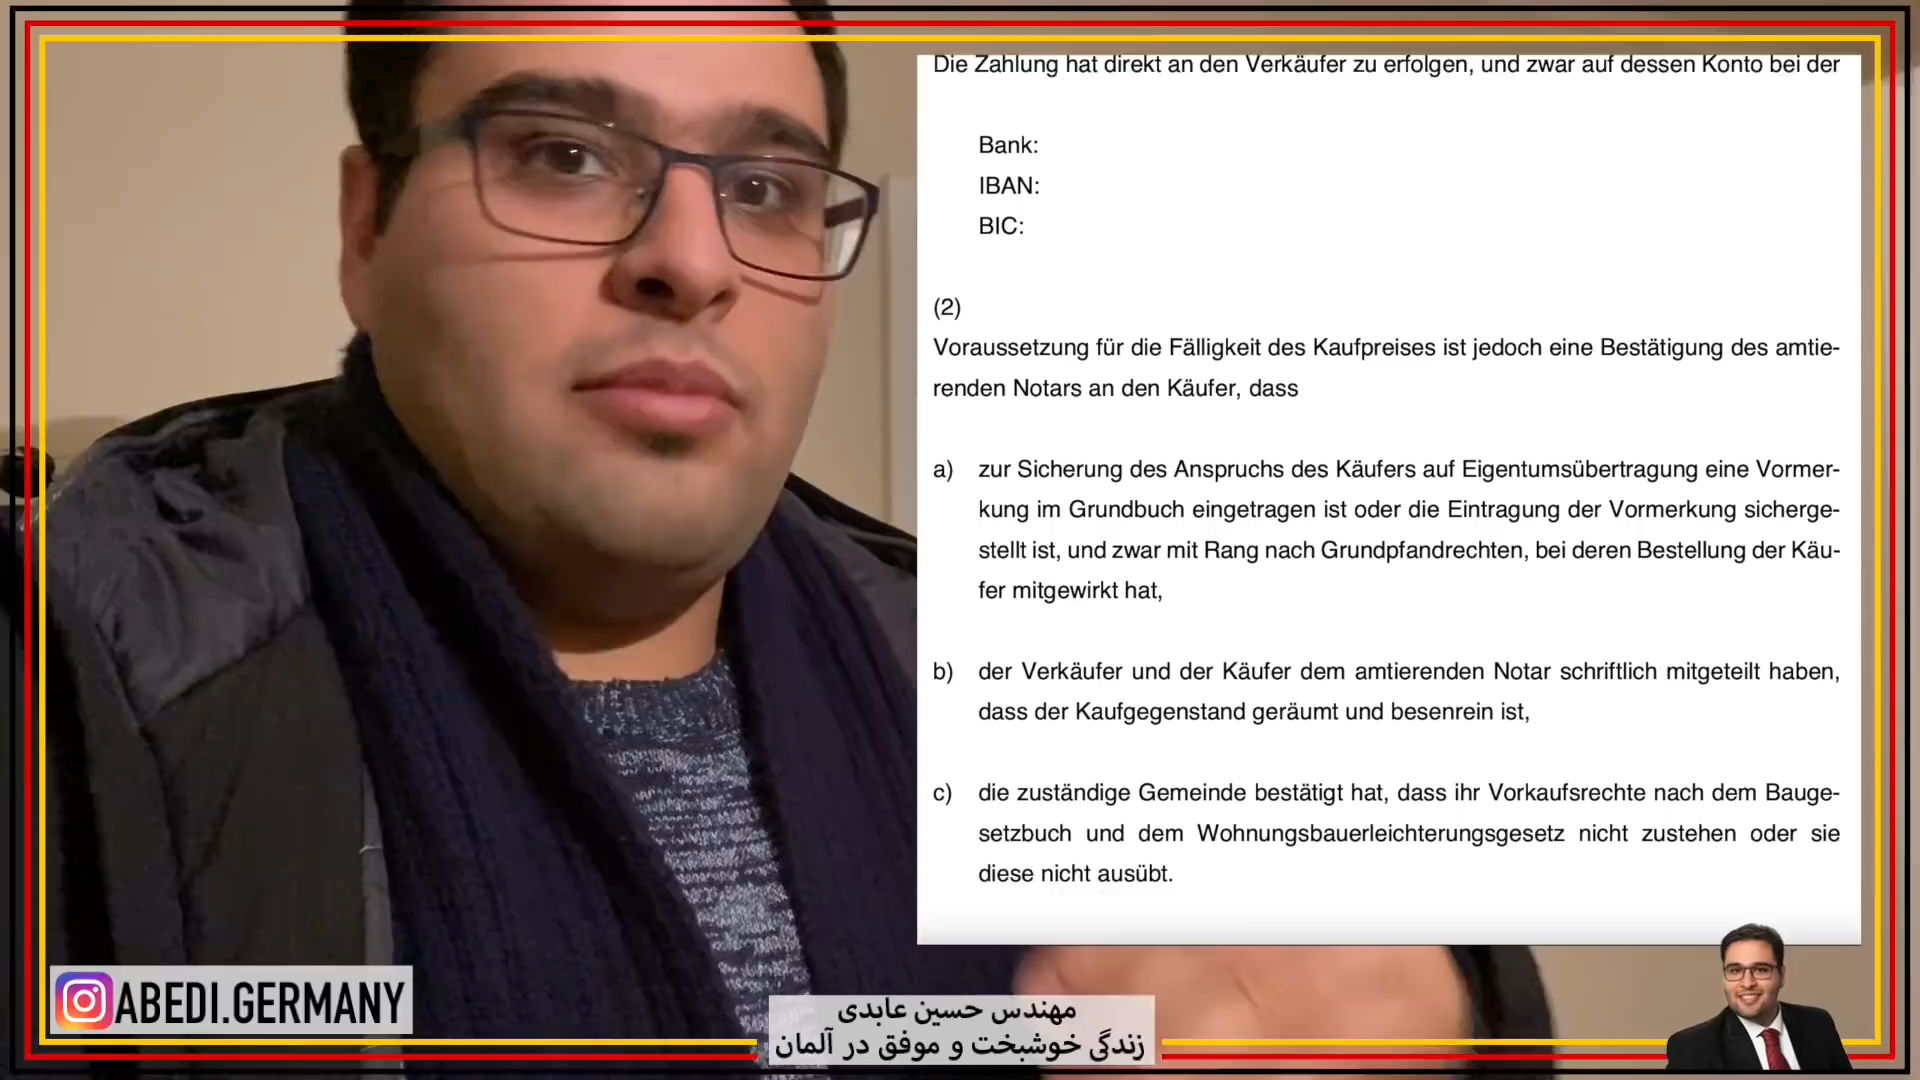 Die Zahlung hat direkt an den Verkäufer zu erfolgen, und zwar auf dessen Konto bei der
Bank:
IBAN:
BIC:
(2)
Voraussetzung für die Fälligkeit des Kaufpreises ist jedoch eine Bestätigung des amtie-
renden Notars an den Käufer, dass
a) zur Sicherung des Anspruchs des Käufers auf Eigentumsübertragung eine Vormer-
kung im Grundbuch eingetragen ist oder die Eintragung der Vormerkung sicherge-
stellt ist, und zwar mit Rang nach Grundpfandrechten, bei deren Bestellung der Käu-
fer mitgewirkt hat,
b) der Verkäufer und der Käufer dem amtierenden Notar schriftlich mitgeteilt haben,
dass der Kaufgegenstand geräumt und besenrein ist,
c) die zuständige Gemeinde bestätigt hat, dass ihr Vorkaufsrechte nach dem Bauge-
setzbuch und dem Wohnungsbauerleichterungsgesetz nicht zustehen oder sie
diese nicht ausübt.
ABEDI.GERMANY
مهندس حسین عابدی
زندگی خوشبخت و موفق در آلمان